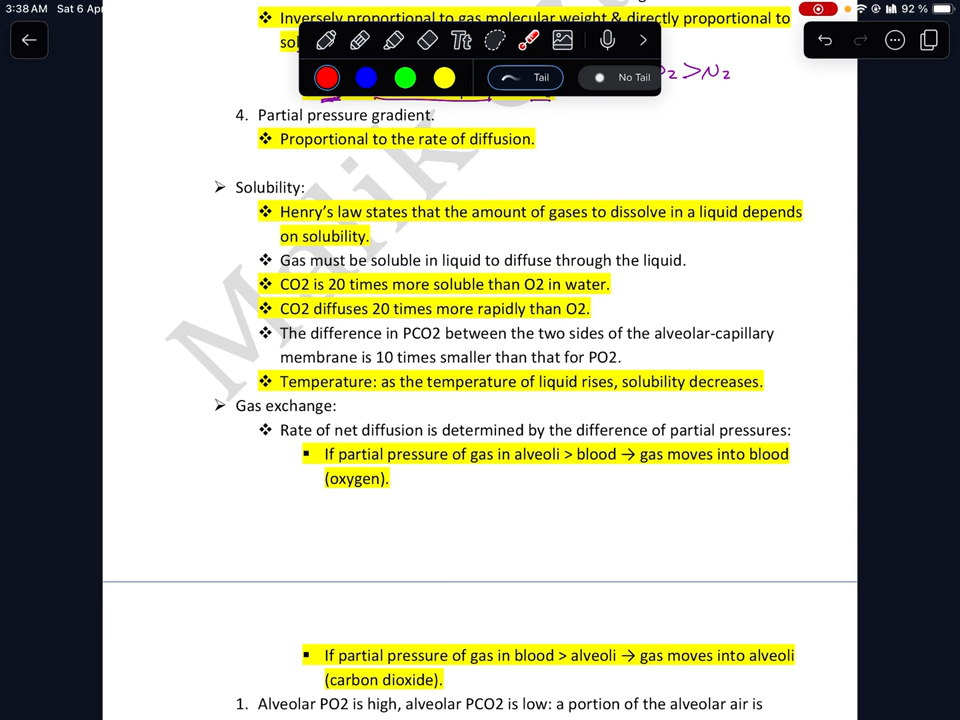 3:38 AM Sat 6 Apr
92 %
❖ Inversely proportional to gas molecular weight & directly proportional to
Tt
Tail
No Tail
>N2
4. Partial pressure gradient.
❖ Proportional to the rate of diffusion.
➢ Solubility:
❖ Henry's law states that the amount of gases to dissolve in a liquid depends
on solubility.
❖ Gas must be soluble in liquid to diffuse through the liquid.
❖ CO2 is 20 times more soluble than O2 in water.
❖ CO2 diffuses 20 times more rapidly than O2.
❖ The difference in PCO2 between the two sides of the alveolar-capillary
membrane is 10 times smaller than that for PO2.
❖ Temperature: as the temperature of liquid rises, solubility decreases.
➢ Gas exchange:
❖ Rate of net diffusion is determined by the difference of partial pressures:
▪ If partial pressure of gas in alveoli > blood → gas moves into blood
(oxygen).
▪ If partial pressure of gas in blood > alveoli → gas moves into alveoli
(carbon dioxide).
1. Alveolar PO2 is high, alveolar PCO2 is low: a portion of the alveolar air is
Malik